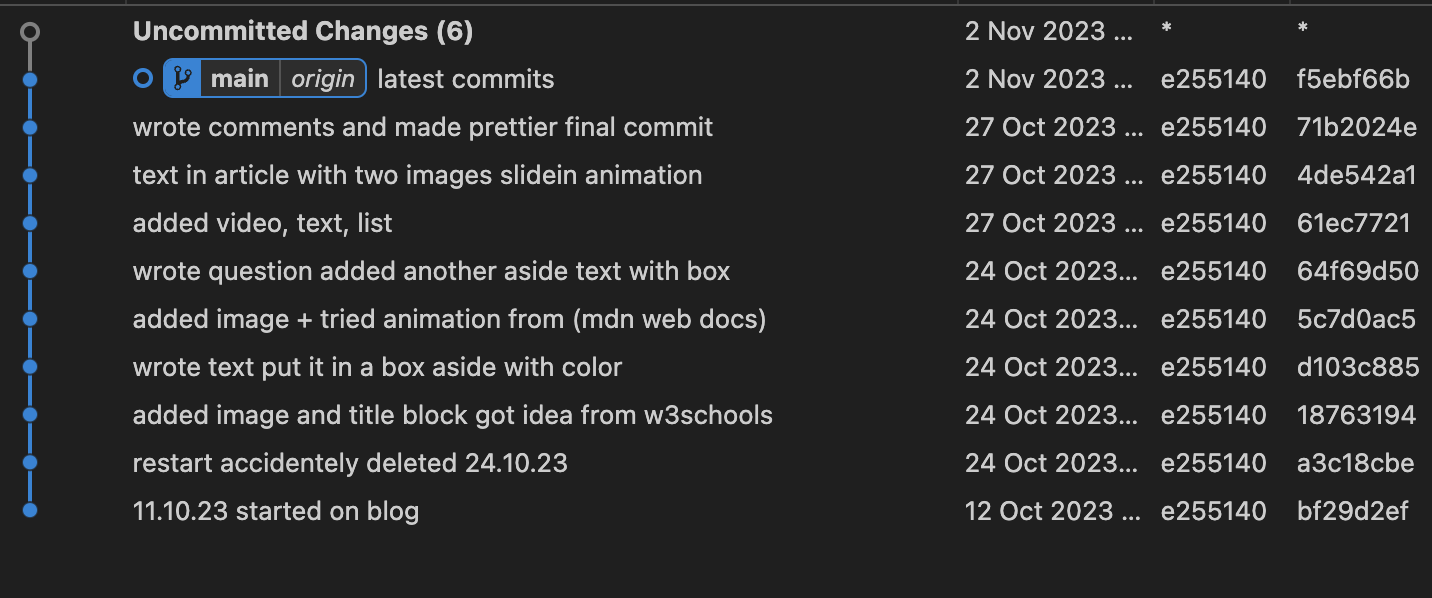 Uncommitted Changes (6) 2 Nov 2023 ... * *
main origin latest commits 2 Nov 2023 ... e255140 f5ebf66b
wrote comments and made prettier final commit 27 Oct 2023 ... e255140 71b2024e
text in article with two images slidein animation 27 Oct 2023 ... e255140 4de542a1
added video, text, list 27 Oct 2023 ... e255140 61ec7721
wrote question added another aside text with box 24 Oct 2023... e255140 64f69d50
added image + tried animation from (mdn web docs) 24 Oct 2023... e255140 5c7d0ac5
wrote text put it in a box aside with color 24 Oct 2023... e255140 d103c885
added image and title block got idea from w3schools 24 Oct 2023... e255140 18763194
restart accidentely deleted 24.10.23 24 Oct 2023... e255140 a3c18cbe
11.10.23 started on blog 12 Oct 2023 ... e255140 bf29d2ef